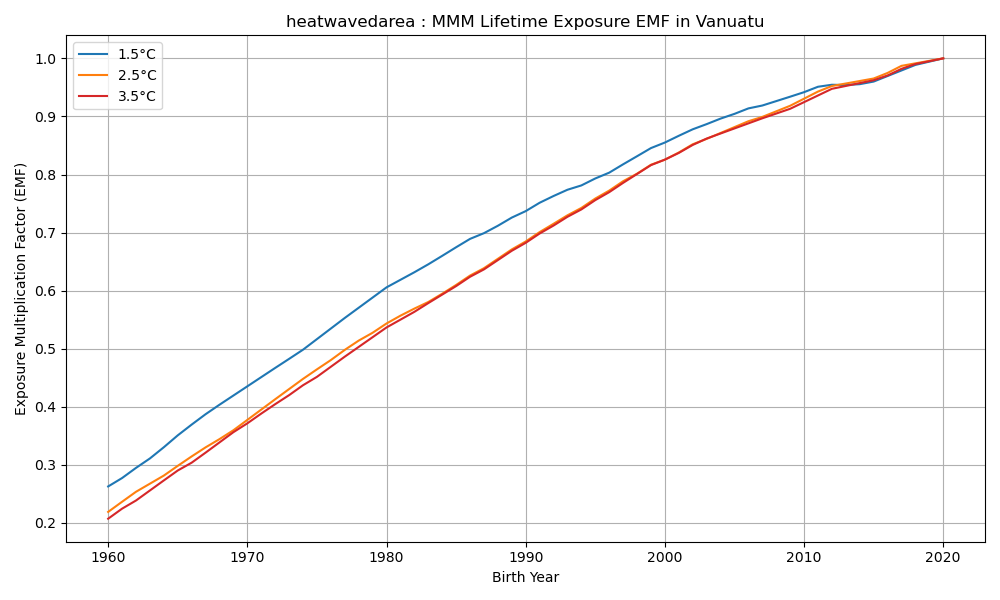 heatwavedarea : MMM Lifetime Exposure EMF in Vanuatu
1.5°C
2.5°C
3.5°C
Exposure Multiplication Factor (EMF)
1.0
0.9
0.8
0.7
0.6
0.5
0.4
0.3
0.2
1960 1970 1980 1990 2000 2010 2020
Birth Year